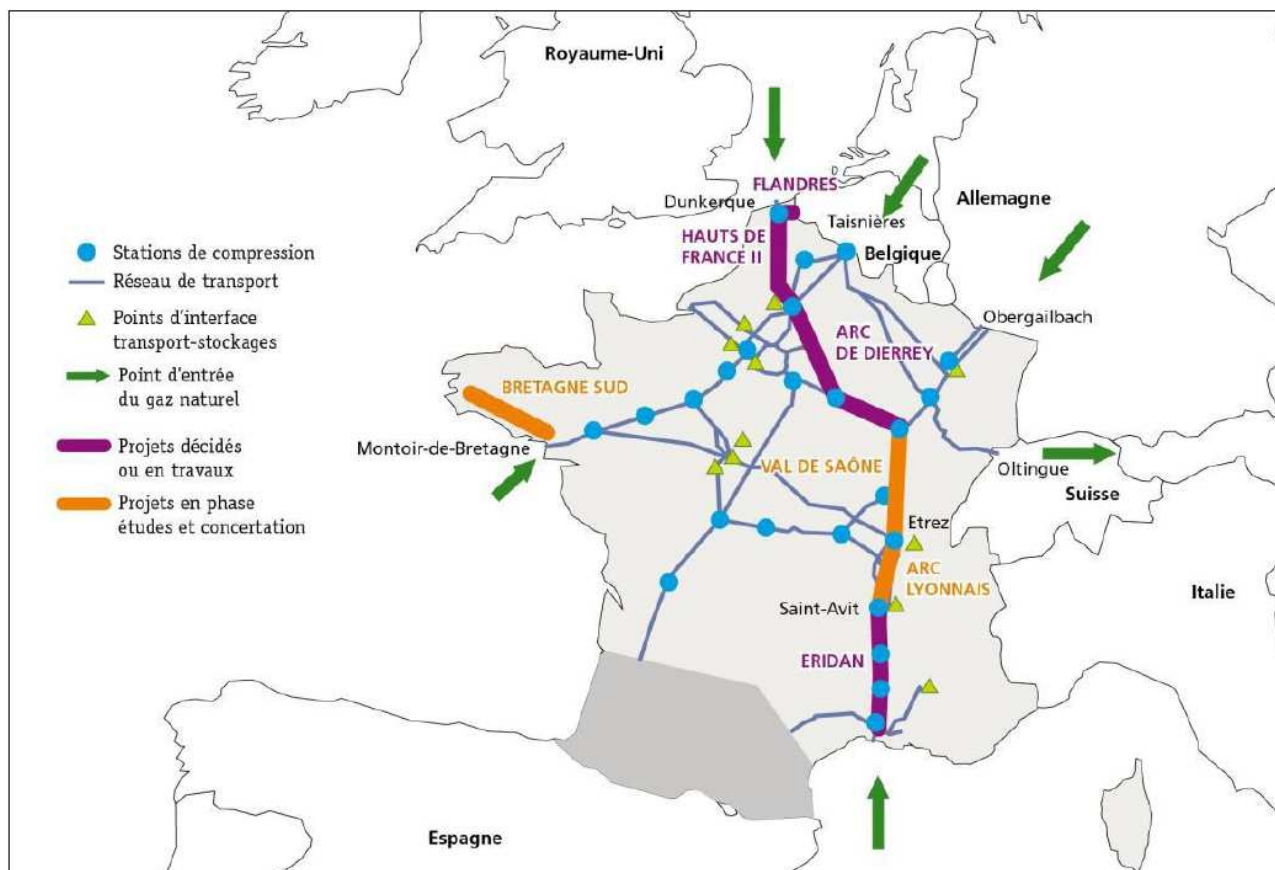 Royaume-Uni
FLANDRES
Dunkerque
Taisnières
Allemagne
HAUTS DE
FRANCE II
Belgique
Stations de compression
Réseau de transport
Points d'interface
transport-stockages
Point d'entrée
du gaz naturel
Projets décidés
ou en travaux
Projets en phase
études et concertation
Obergailbach
ARC
DE DIERREY
BRETAGNE SUD
Montoir-de-Bretagne
VAL DE SAÔNE
Oltingue
Suisse
Etrez
ARC
LYONNAIS
Saint-Avit
Italie
ERIDAN
Espagne